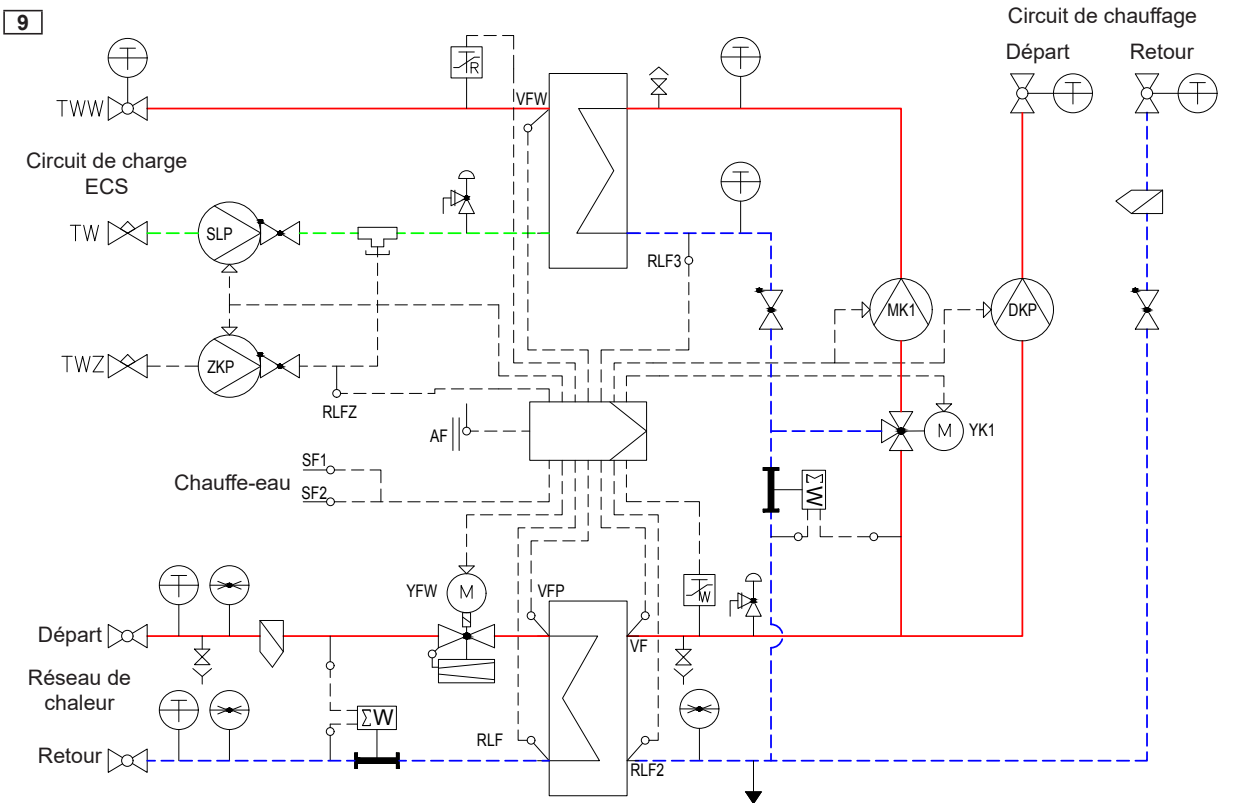 9
Circuit de chauffage
Départ
Retour
T
T
T
T
R
VFW
TWW
Circuit de charge
ECS
T
TW
SLP
RLF3
MK1
DKP
TWZ
ZKP
RLFZ
AF
M
YK1
SF1
Chauffe-eau
SF2
ΣW
T
YFW
M
VFP
W
Départ
VF
Réseau de
chaleur
T
ΣW
RLF
Retour
RLF2